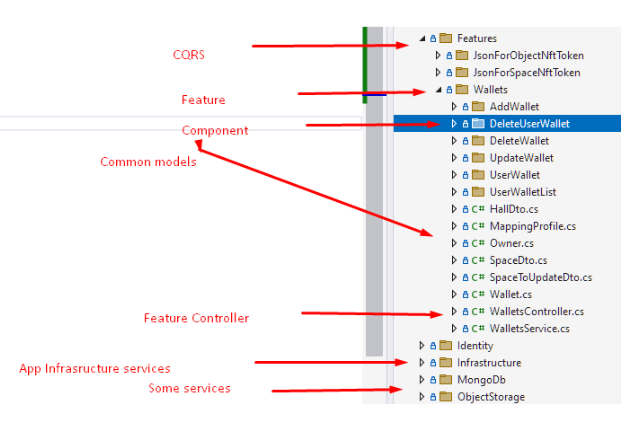 Features
CQRS
JsonForObjectNftToken
JsonForSpaceNftToken
Wallets
Feature
AddWallet
Component
DeleteUserWallet
DeleteWallet
Common models
UpdateWallet
UserWallet
UserWalletList
C# HallDto.cs
C# MappingProfile.cs
C# Owner.cs
C# SpaceDto.cs
C# SpaceToUpdateDto.cs
C# Wallet.cs
Feature Controller
C# WalletsController.cs
C# WalletsService.cs
Identity
App Infrasructure services
Infrastructure
MongoDb
Some services
ObjectStorage